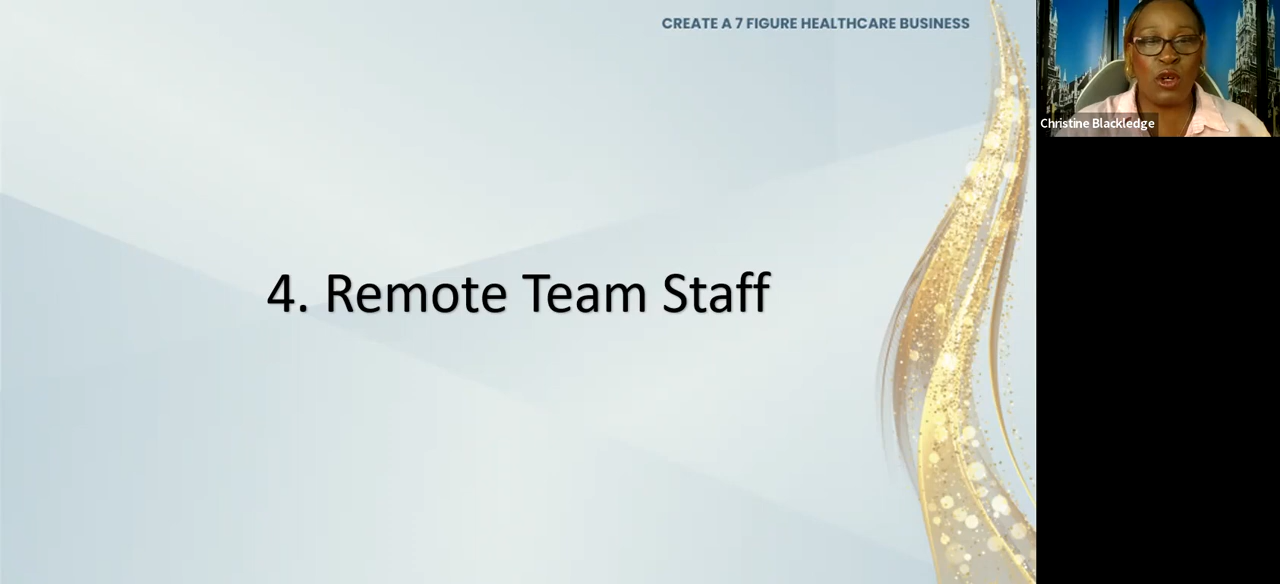 CREATE A 7 FIGURE HEALTHCARE BUSINESS
Christine Blackledge
4. Remote Team Staff